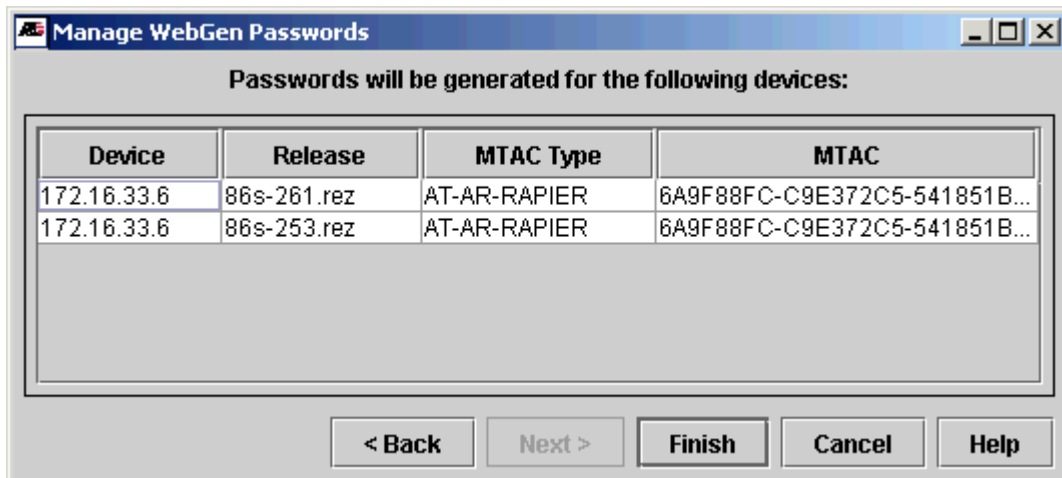 Manage WebGen Passwords
Passwords will be generated for the following devices:
Device Release MTAC Type MTAC
172.16.33.6 86s-261.rez AT-AR-RAPIER 6A9F88FC-C9E372C5-541851B...
172.16.33.6 86s-253.rez AT-AR-RAPIER 6A9F88FC-C9E372C5-541851B...
< Back Next > Finish Cancel Help